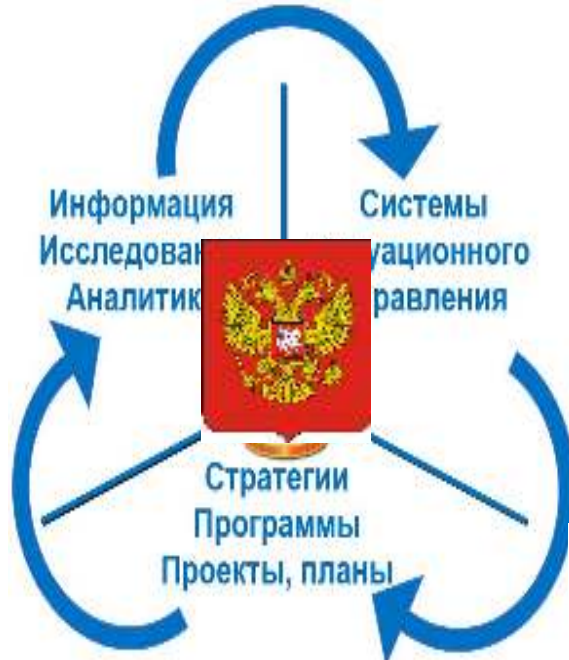 Информация
Исследован
Аналитик
Системы
уационного
равления
Стратегии
Программы
Проекты, планы